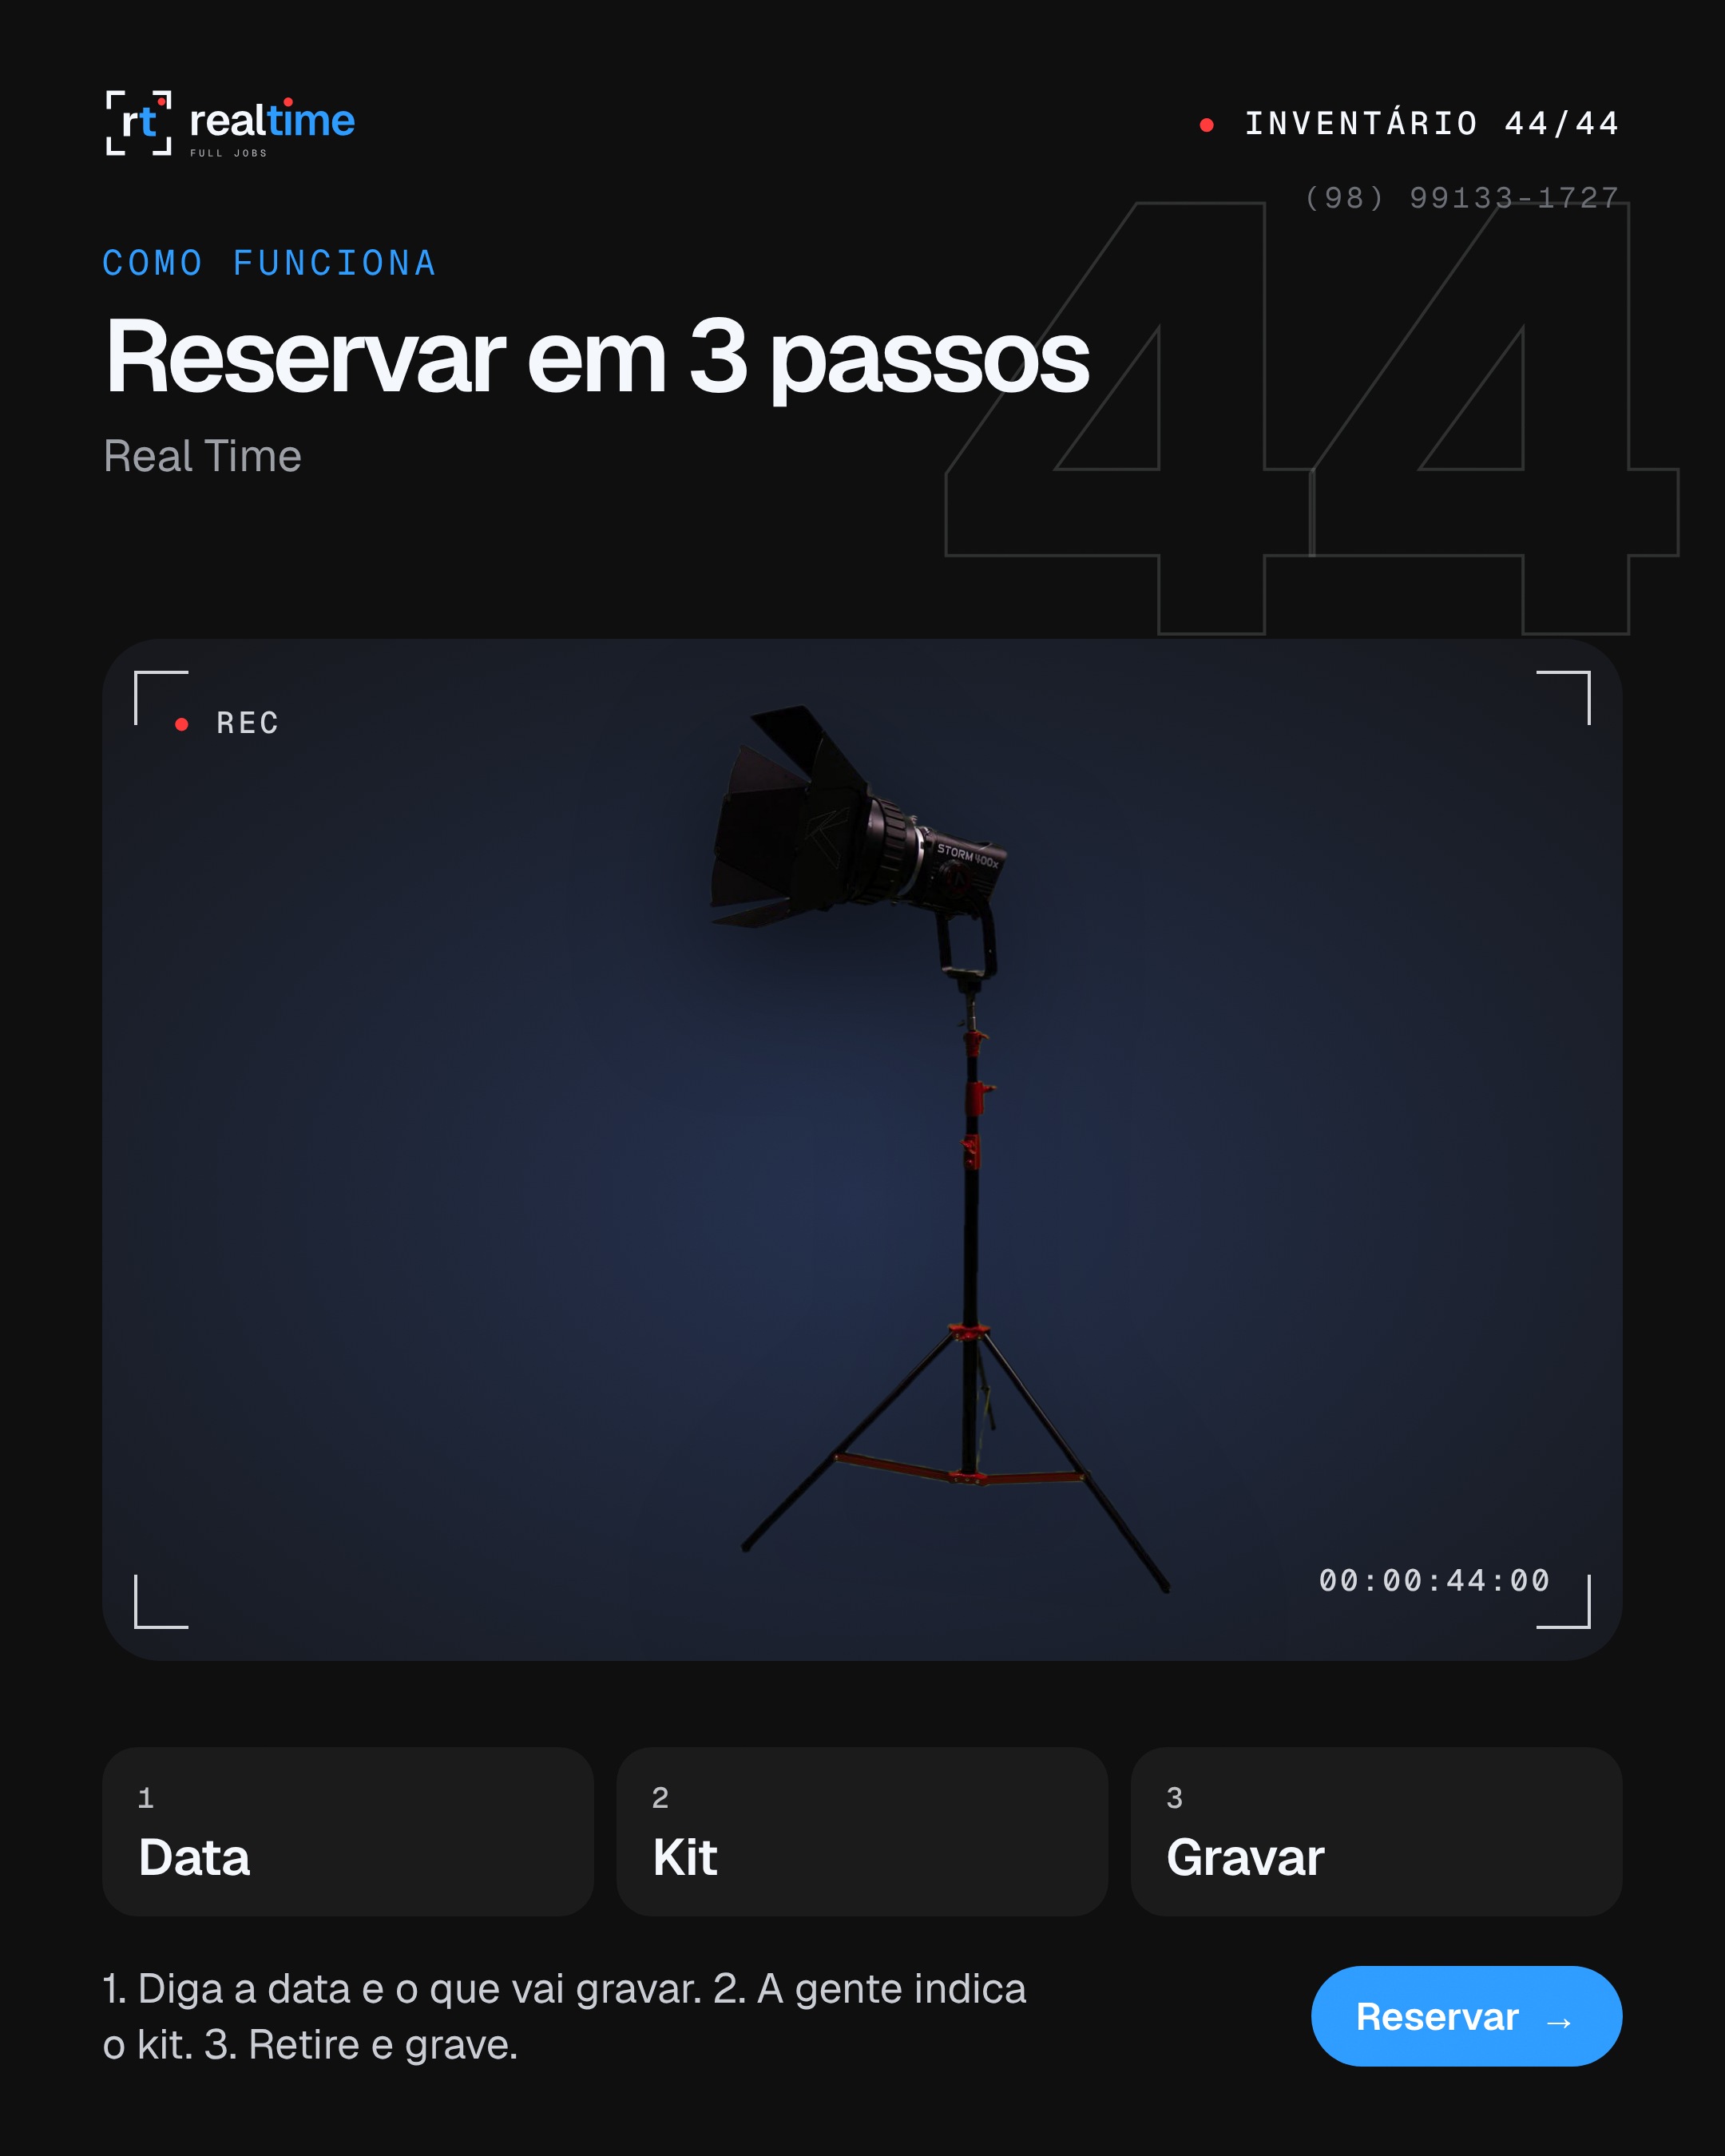 rt realtime
FULL JOBS
INVENTÁRIO 44/44
(98) 99133-1727
44
COMO FUNCIONA
Reservar em 3 passos
Real Time
REC
STORM 400x
00:00:44:00
1
Data
2
Kit
3
Gravar
1. Diga a data e o que vai gravar. 2. A gente indica
o kit. 3. Retire e grave.
Reservar →